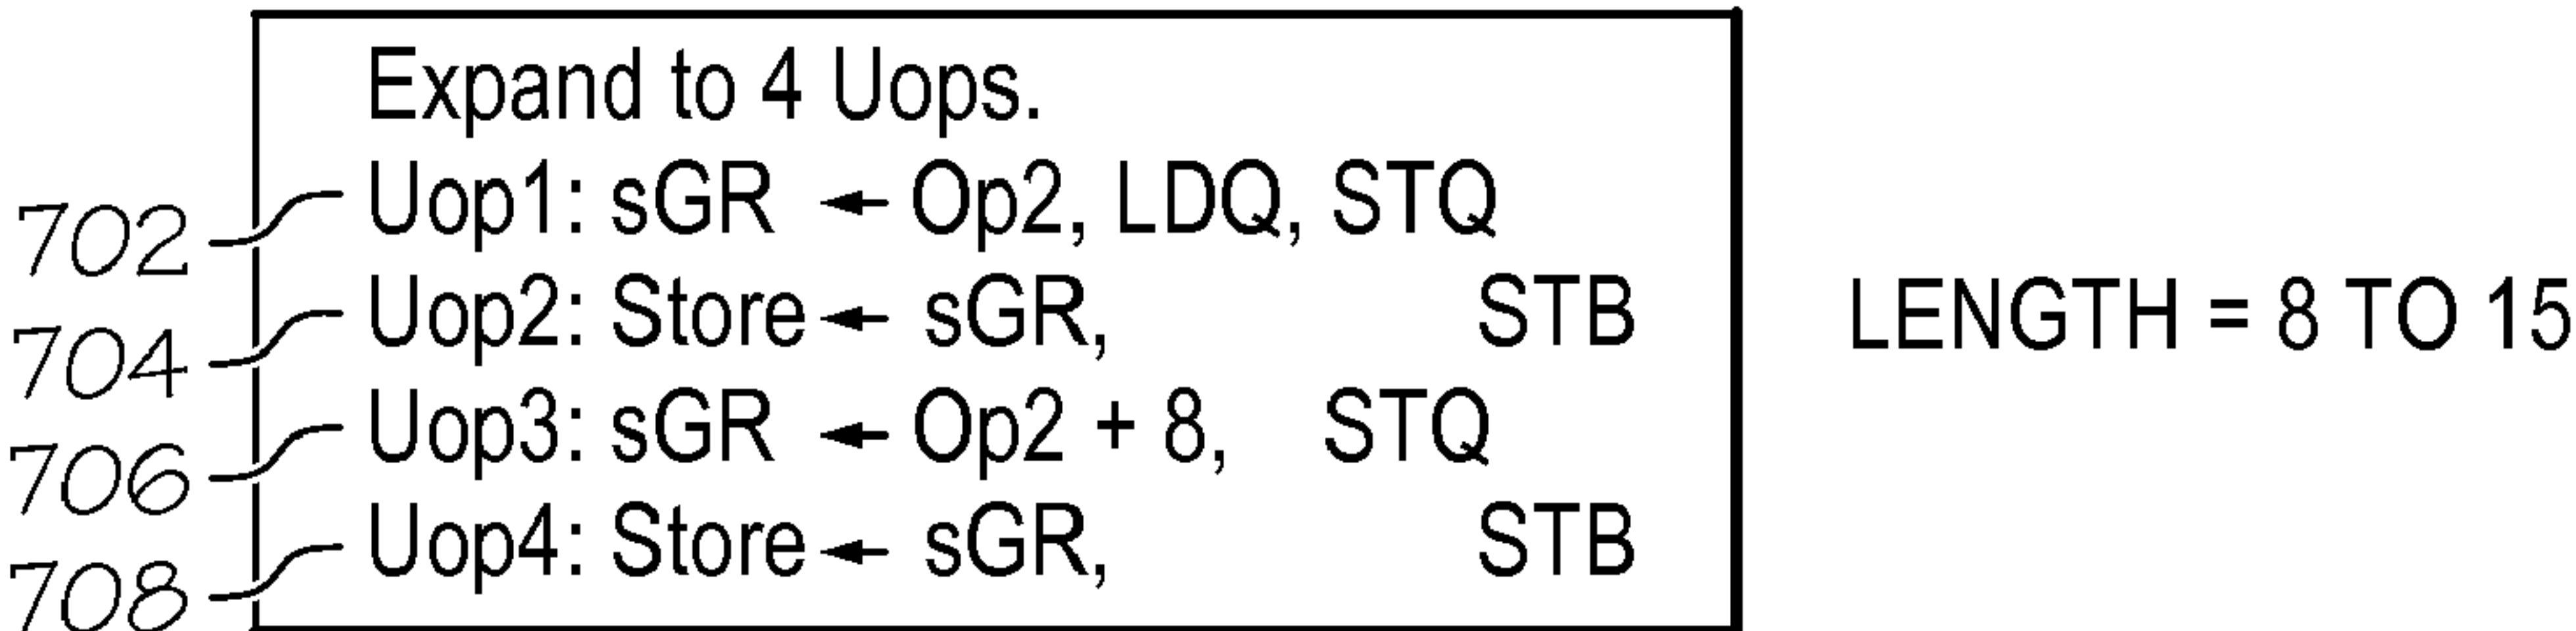 Expand to 4 Uops.
702 Uop1: sGR ← Op2, LDQ, STQ
704 Uop2: Store ← sGR, STB
LENGTH = 8 TO 15
706 Uop3: sGR ← Op2 + 8, STQ
708 Uop4: Store ← sGR, STB